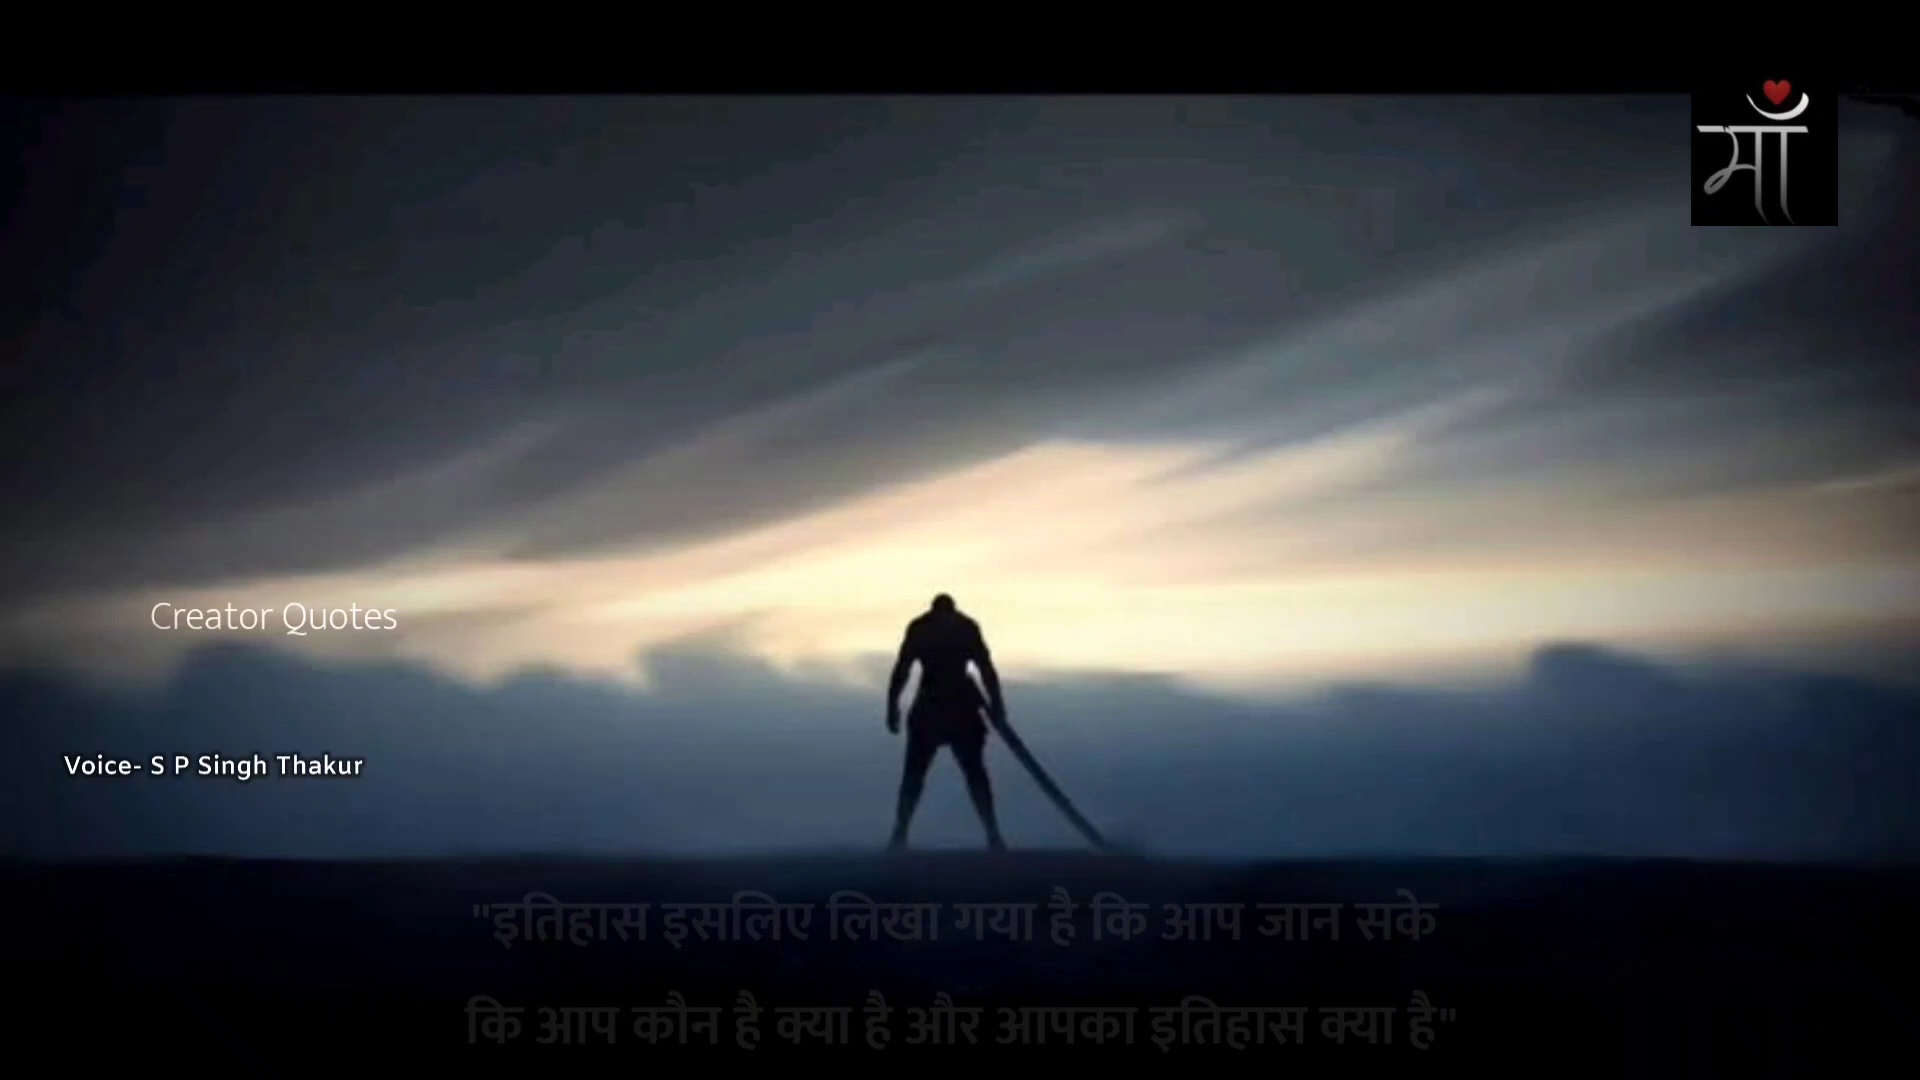 माँ
Creator Quotes
Voice- S P Singh Thakur
"इतिहास इसलिए लिखा गया है कि आप जान सके
कि आप कौन है क्या है और आपका इतिहास क्या है"